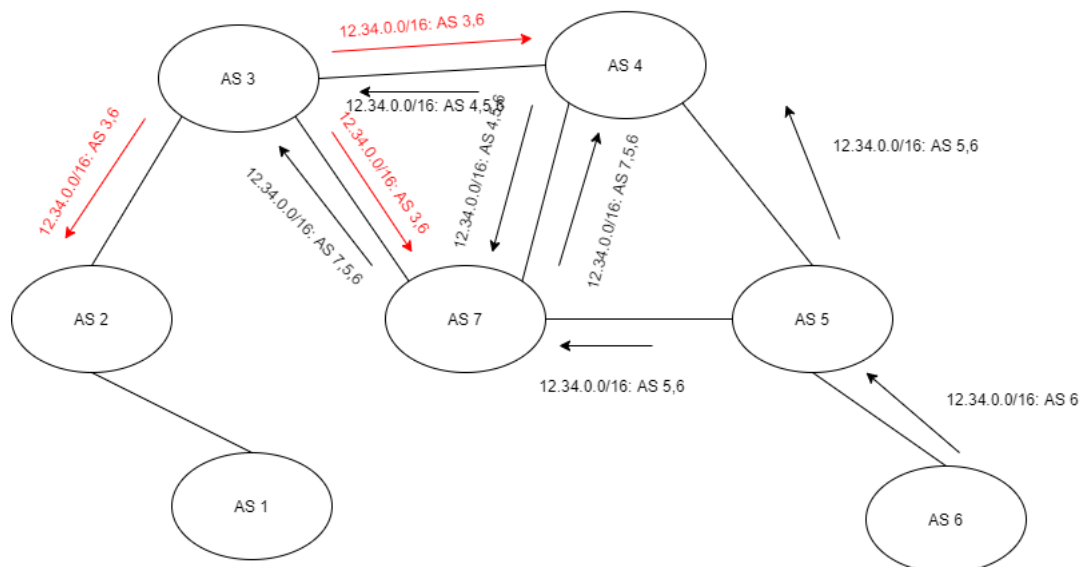 12.34.0.0/16: AS 3,6
AS 3
AS 4
12.34.0.0/16: AS 4,5,6
12.34.0.0/16: AS 3,6
12.34.0.0/16: AS 3,6
12.34.0.0/16: AS 4,5,6
12.34.0.0/16: AS 5,6
12.34.0.0/16: AS 7,5,6
12.34.0.0/16: AS 7,5,6
AS 2
AS 7
AS 5
12.34.0.0/16: AS 5,6
12.34.0.0/16: AS 6
AS 1
AS 6